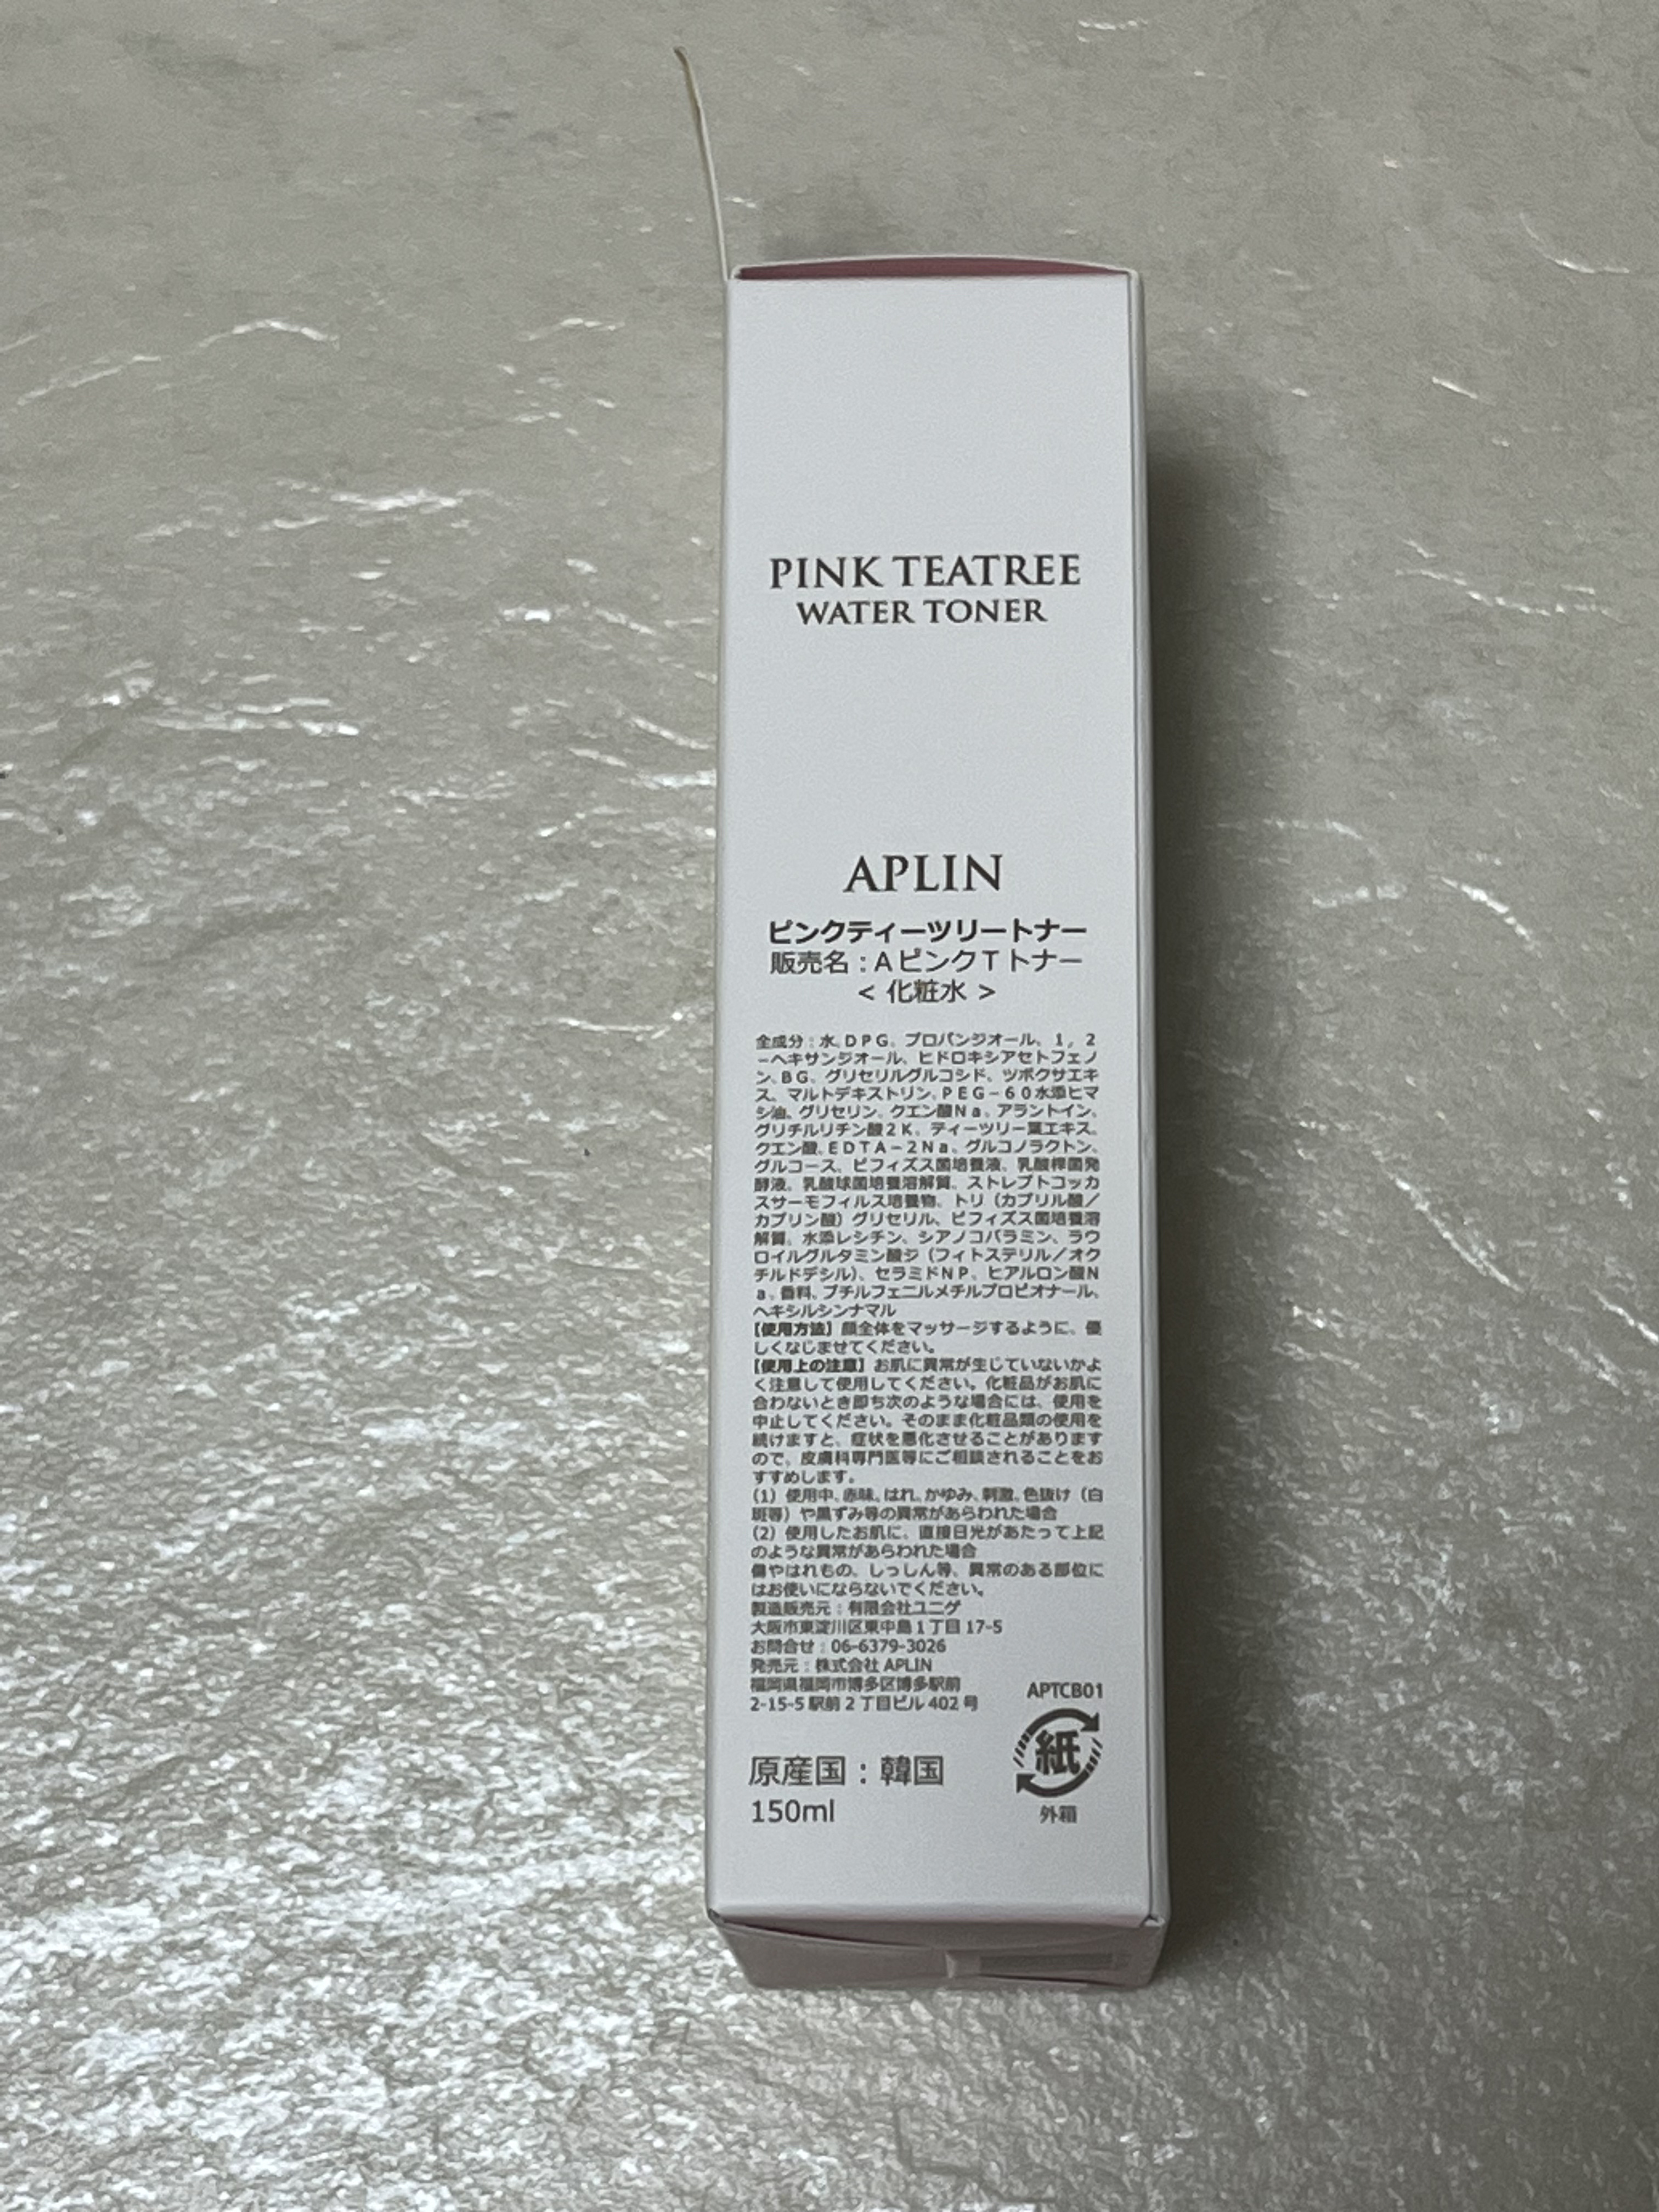 PINK TEATREE
WATER TONER
APLIN
ピンクティーツリートナー
販売名：AピンクTトナー
< 化粧水 >
全成分：水、DPG、プロパンジオール、1，2
－ヘキサンジオール、ヒドロキシアセトフェノ
ン、BG、グリセリルグルコシド、ツボクサエキ
ス、マルトデキストリン、PEG－60水添ヒマ
シ油、グリセリン、クエン酸Na、アラントイン、
グリチルリチン酸2K、ティーツリー葉エキス、
クエン酸、EDTA－2Na、グルコノラクトン、
グルコース、ビフィズス菌培養液、乳酸桿菌発
酵液、乳酸球菌培養溶解質、ストレプトコッカ
スサーモフィルス培養物、トリ（カプリル酸／
カプリン酸）グリセリル、ビフィズス菌培養溶
解質、水添レシチン、シアノコバラミン、ラウ
ロイルグルタミン酸ジ（フィトステリル／オク
チルドデシル）、セラミドNP、ヒアルロン酸N
a、香料、ブチルフェニルメチルプロピオナール、
ヘキシルシンナマル
【使用方法】顔全体をマッサージするように、優
しくなじませてください。
【使用上の注意】お肌に異常が生じていないかよ
く注意して使用してください。化粧品がお肌に
合わないとき即ち次のような場合には、使用を
中止してください。そのまま化粧品類の使用を
続けますと、症状を悪化させることがあります
ので、皮膚科専門医等にご相談されることをお
すすめします。
（1）使用中、赤味、はれ、かゆみ、刺激、色抜け（白
斑等）や黒ずみ等の異常があらわれた場合
（2）使用したお肌に、直接日光があたって上記
のような異常があらわれた場合
傷やはれもの、しっしん等、異常のある部位に
はお使いにならないでください。
製造販売元：有限会社ユニゲ
大阪市東淀川区東中島1丁目17-5
お問合せ：06-6379-3026
発売元：株式会社 APLIN
福岡県福岡市博多区博多駅前
2-15-5 駅前2丁目ビル 402号
APTCB01
紙
外箱
原産国：韓国
150ml